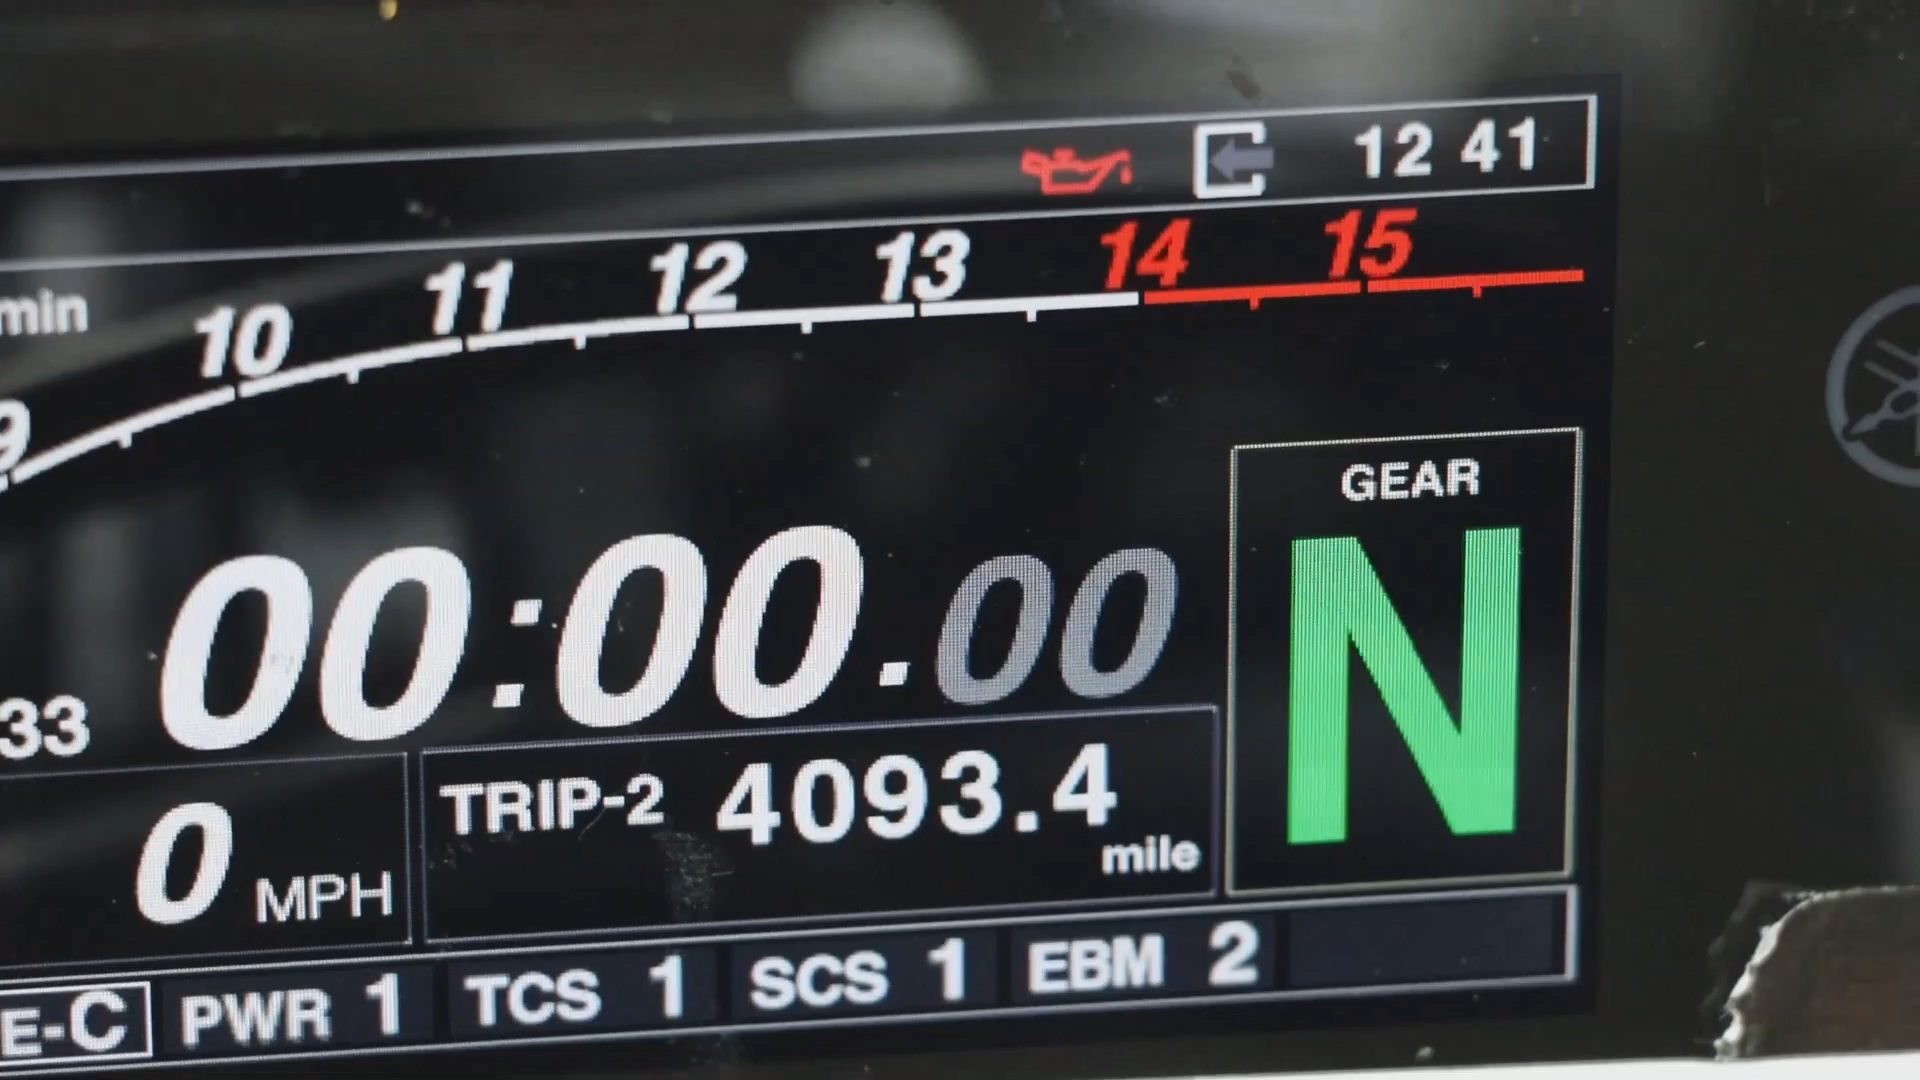 12 41
min 9 10 11 12 13 14 15
GEAR
N
33 00:00.00
TRIP-2 4093.4
mile
0 MPH
E-C PWR 1 TCS 1 SCS 1 EBM 2